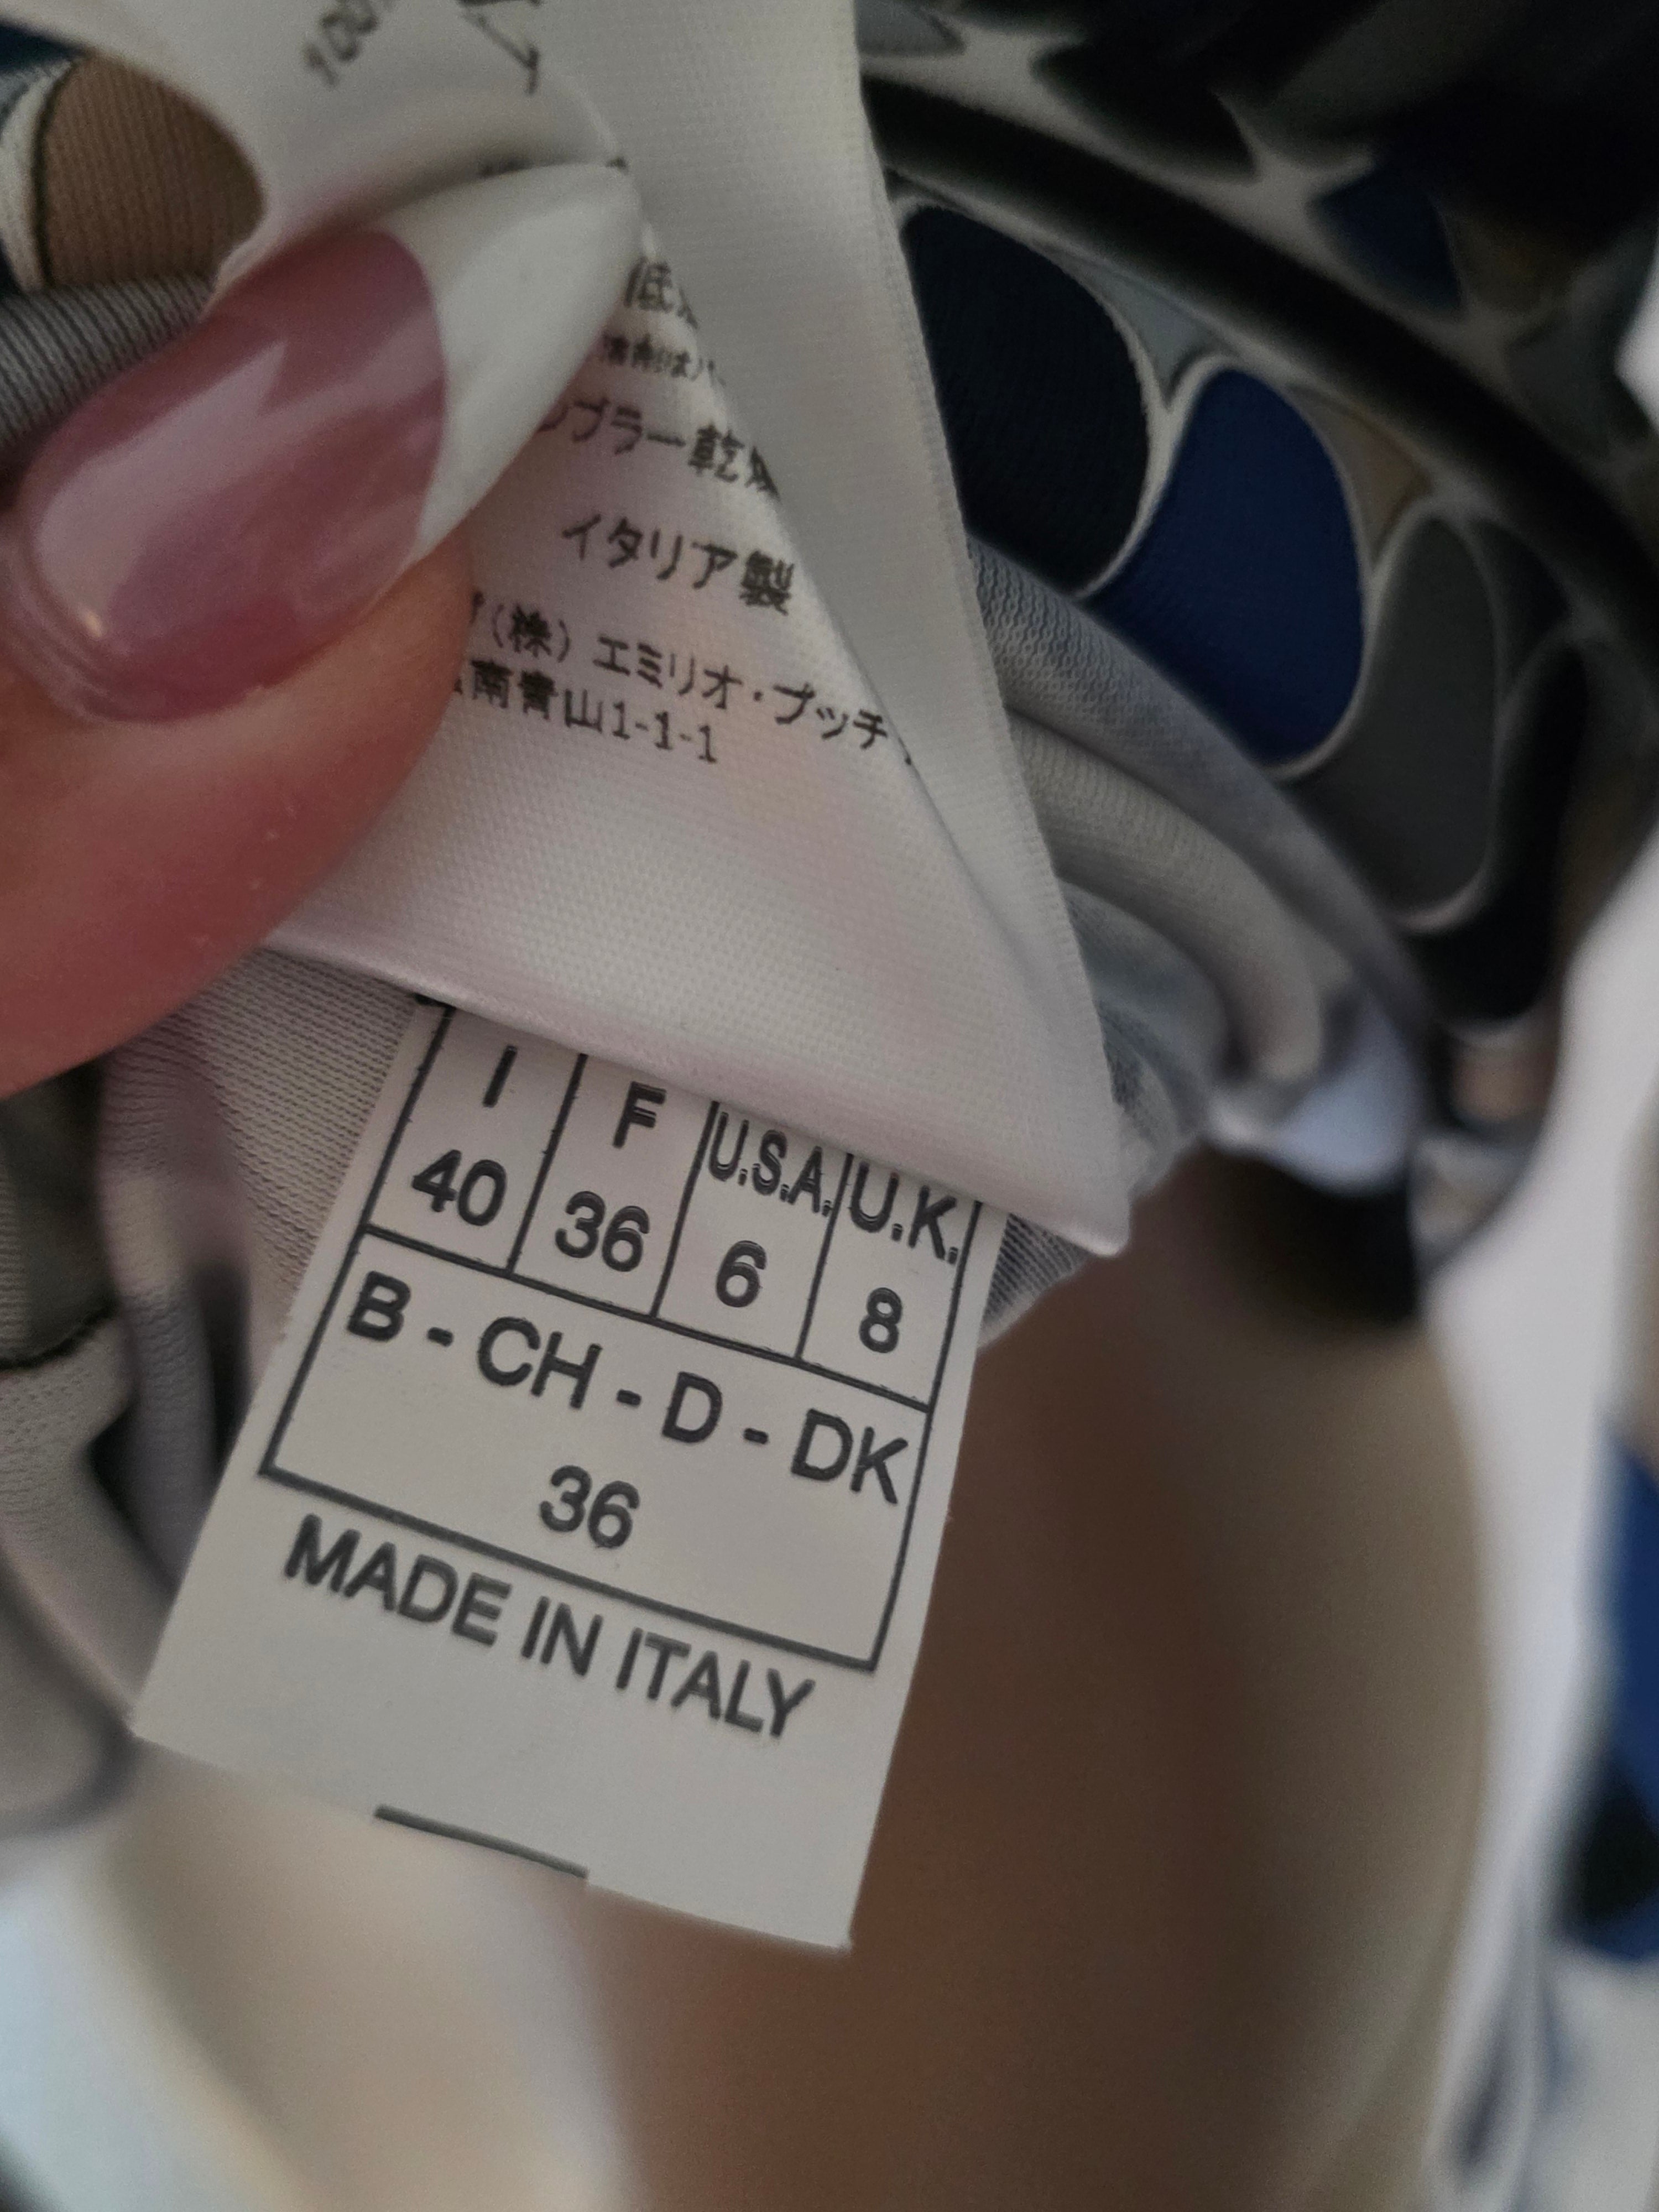 100%
ンブラー乾燥
イタリア製
(株) エミリオ・プッチ
南青山1-1-1
I F U.S.A. U.K.
40 36 6 8
B - CH - D - DK
36
MADE IN ITALY